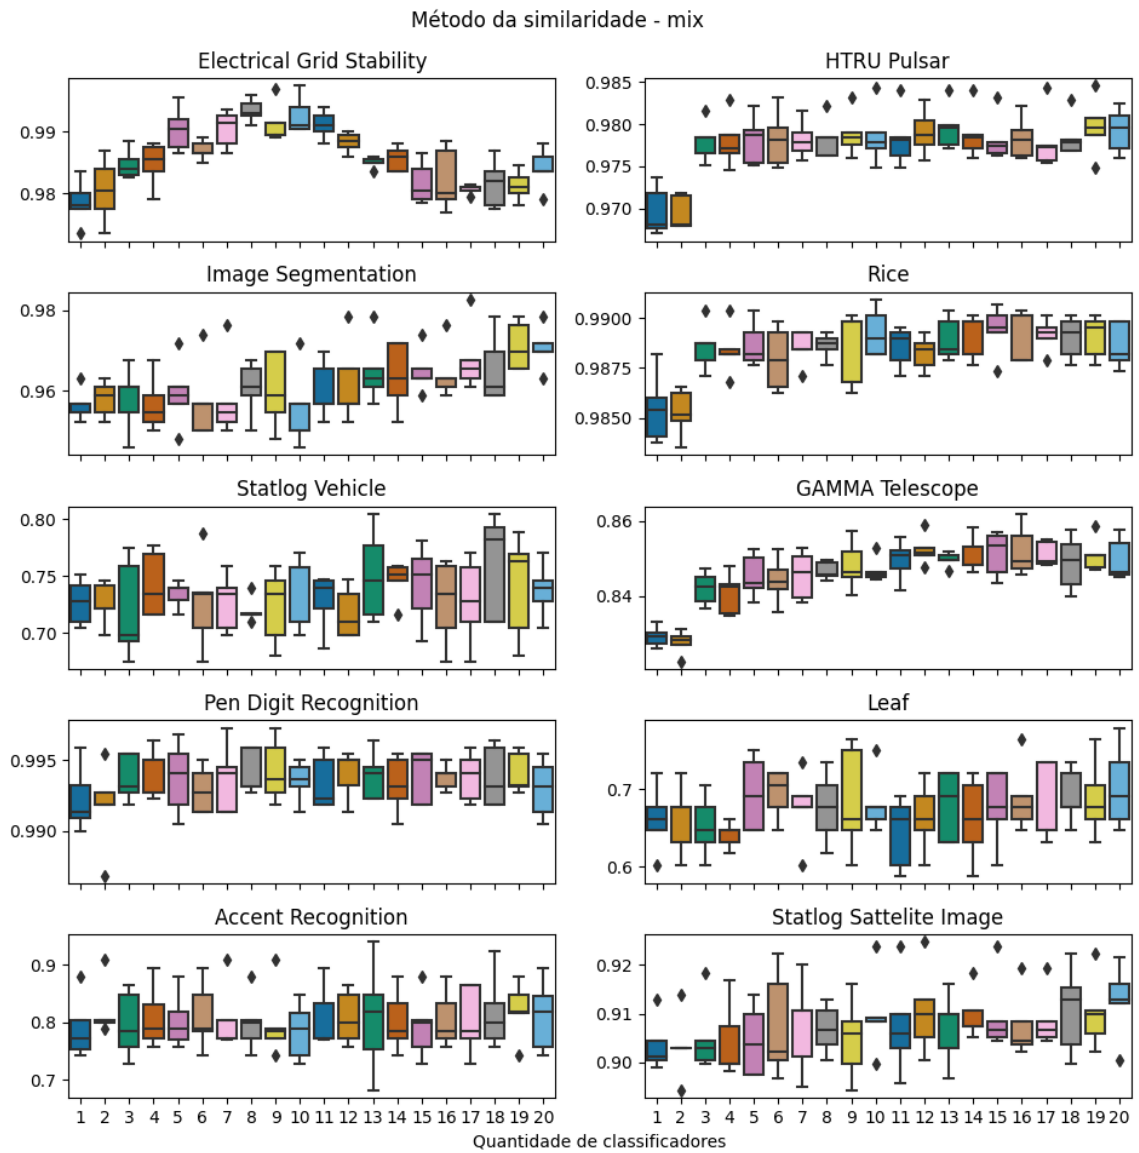 Método da similaridade - mix
Electrical Grid Stability
0.99
0.98
HTRU Pulsar
0.985
0.980
0.975
0.970
Image Segmentation
0.98
0.96
Rice
0.9900
0.9875
0.9850
Statlog Vehicle
0.80
0.75
0.70
GAMMA Telescope
0.86
0.84
Pen Digit Recognition
0.995
0.990
Leaf
0.7
0.6
Accent Recognition
0.9
0.8
0.7
1 2 3 4 5 6 7 8 9 10 11 12 13 14 15 16 17 18 19 20
Statlog Sattelite Image
0.92
0.91
0.90
1 2 3 4 5 6 7 8 9 10 11 12 13 14 15 16 17 18 19 20
Quantidade de classificadores